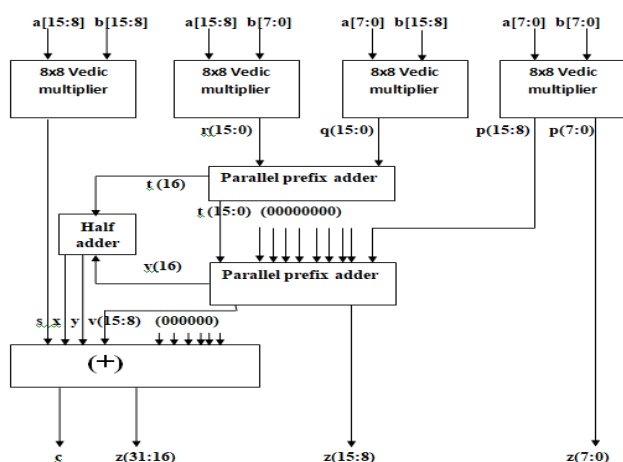 a[15:8] b[15:8] a[15:8] b[7:0] a[7:0] b[15:8] a[7:0] b[7:0]
8x8 Vedic multiplier
8x8 Vedic multiplier
8x8 Vedic multiplier
8x8 Vedic multiplier
r(15:0) q(15:0) p(15:8) p(7:0)
t (16) Parallel prefix adder
t (15:0) (00000000)
Half adder
v(16) Parallel prefix adder
s x y v(15:8) (000000)
(+)
c z(31:16) z(15:8) z(7:0)